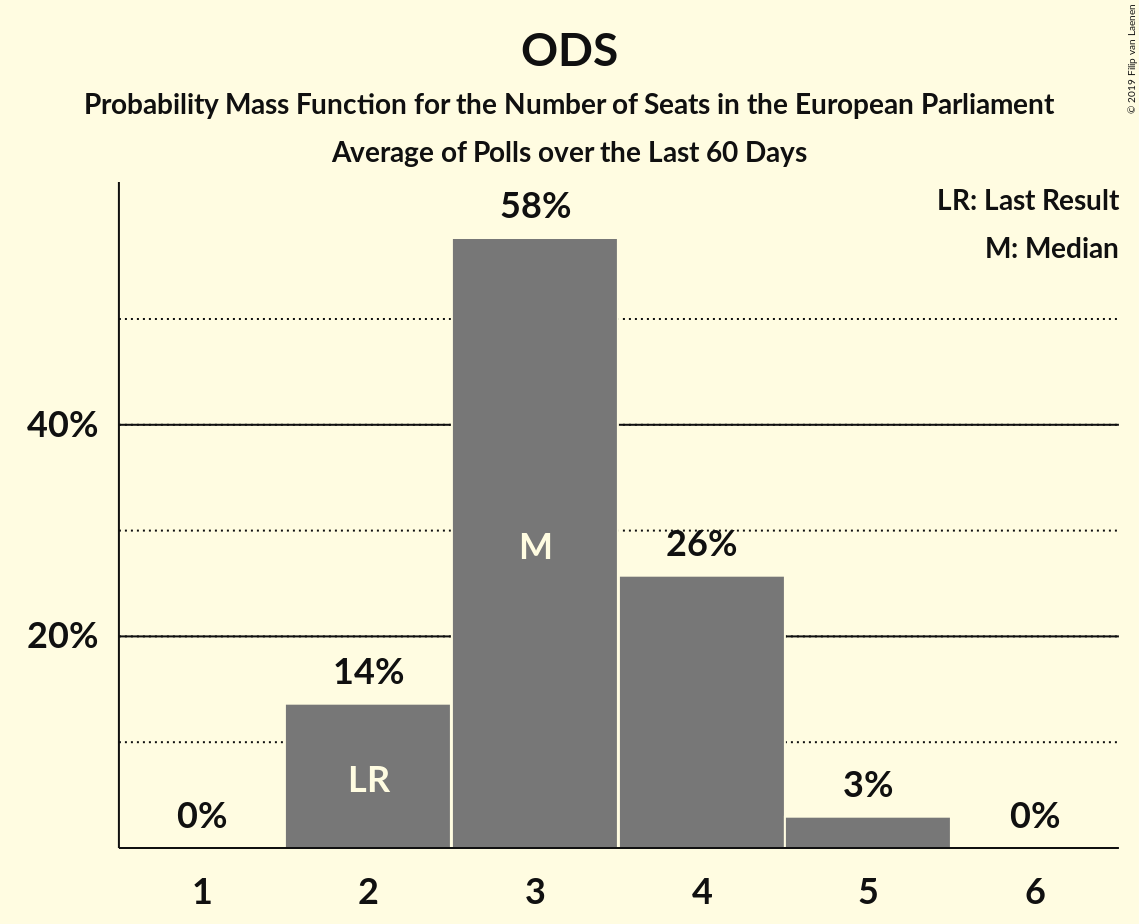 ODS
Probability Mass Function for the Number of Seats in the European Parliament
Average of Polls over the Last 60 Days
© 2019 Filip van Laenen
LR: Last Result
M: Median
58%
40%
M
26%
20%
14%
LR
3%
0%
0%
1 2 3 4 5 6